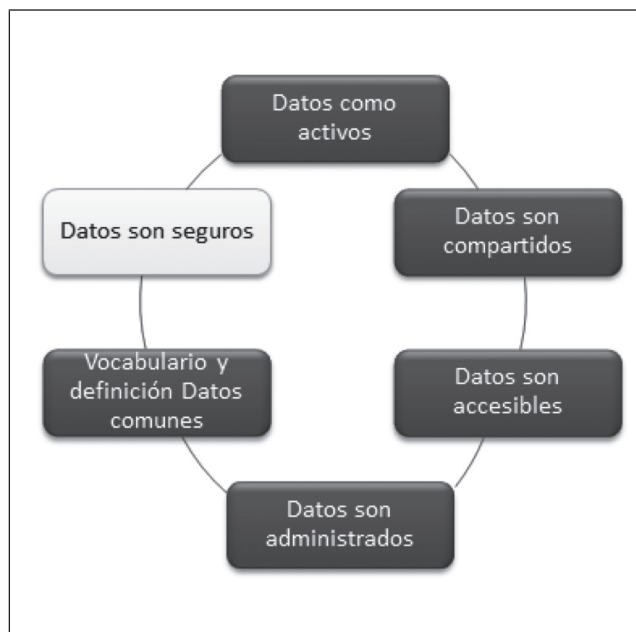 Datos como
activos
Datos son
compartidos
Datos son
accesibles
Datos son
administrados
Vocabulario y
definición Datos
comunes
Datos son seguros